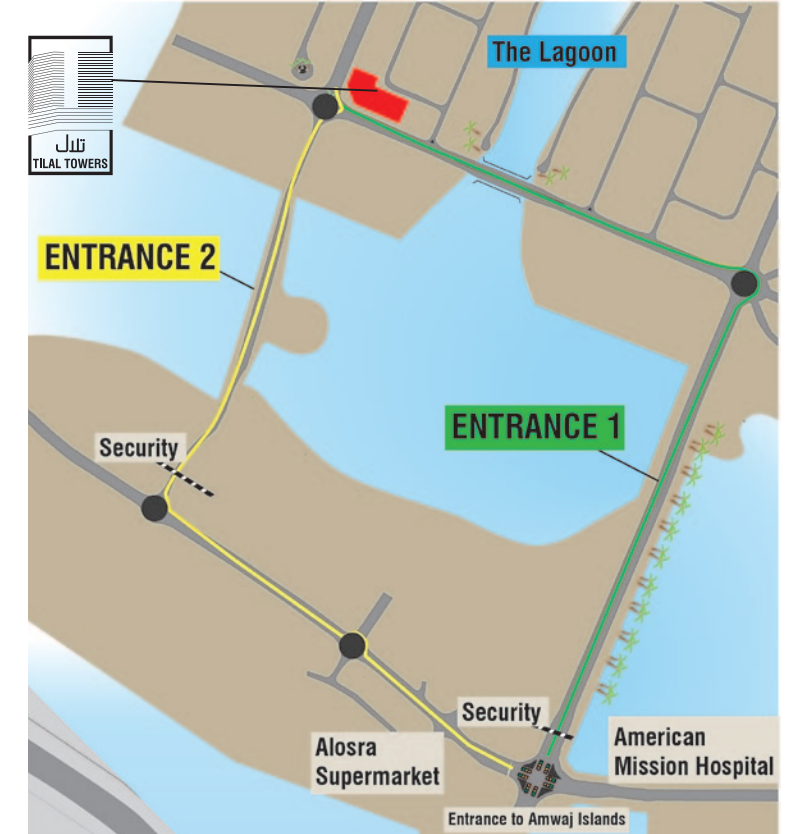 The Lagoon
تلال
TILAL TOWERS
ENTRANCE 2
ENTRANCE 1
Security
Security
American
Mission Hospital
Alosra
Supermarket
Entrance to Amwaj Islands